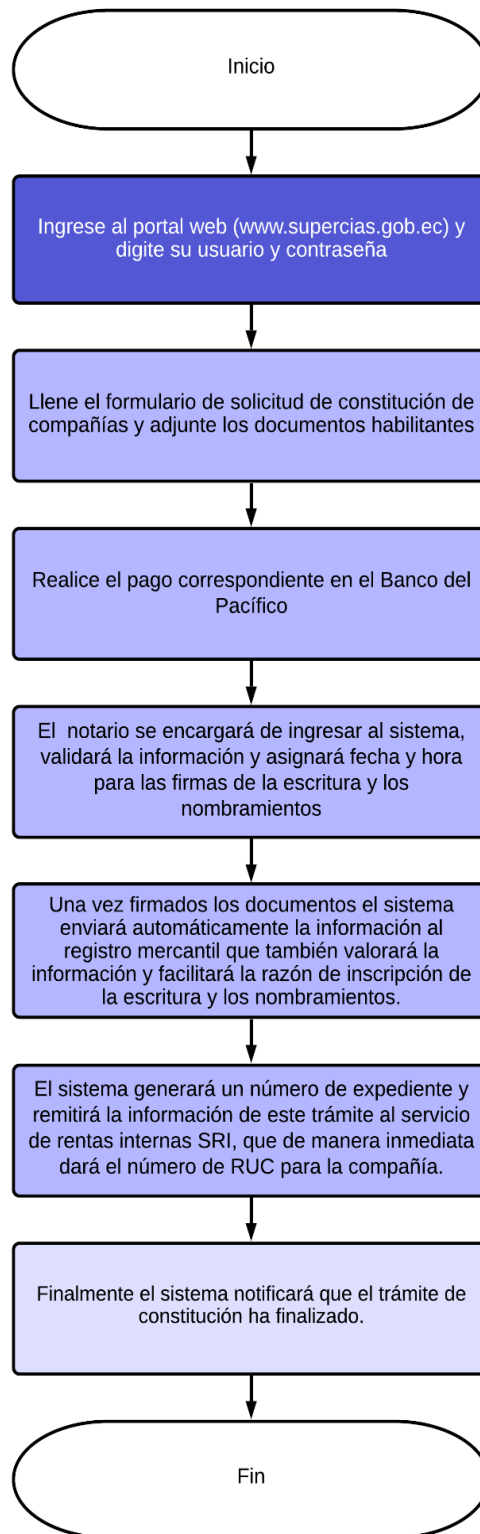 Inicio
Ingrese al portal web (www.supercias.gob.ec) y
digite su usuario y contraseña
Llene el formulario de solicitud de constitución de
compañías y adjunte los documentos habilitantes
Realice el pago correspondiente en el Banco del
Pacífico
El  notario se encargará de ingresar al sistema,
validará la información y asignará fecha y hora
para las firmas de la escritura y los
nombramientos
Una vez firmados los documentos el sistema
enviará automáticamente la información al
registro mercantil que también valorará la
información y facilitará la razón de inscripción de
la escritura y los nombramientos.
El sistema generará un número de expediente y
remitirá la información de este trámite al servicio
de rentas internas SRI, que de manera inmediata
dará el número de RUC para la compañía.
Finalmente el sistema notificará que el trámite de
constitución ha finalizado.
Fin